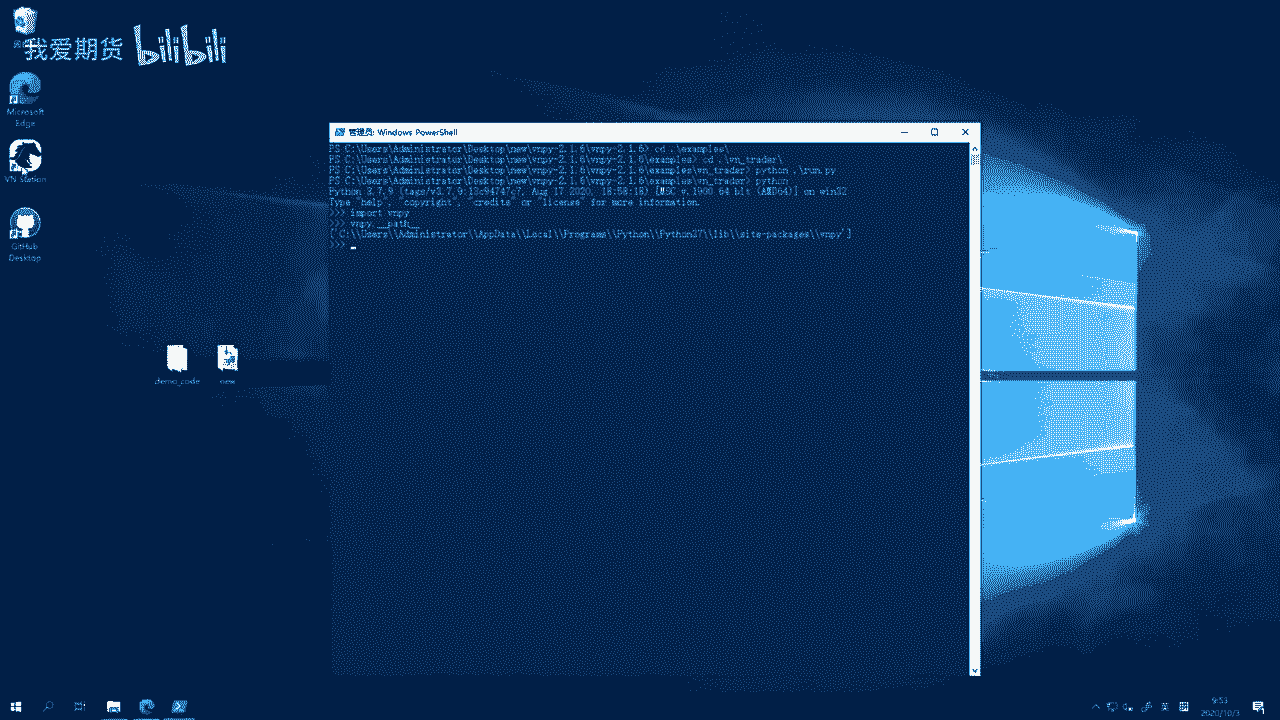 我爱期货 bilibili
Microsoft
Edge
VN Station
GitHub
Desktop
demo_code
new
管理员: Windows PowerShell
PS C:\Users\Administrator\Desktop\new\vnpy-2.1.6\vnpy-2.1.6> cd .\examples\
PS C:\Users\Administrator\Desktop\new\vnpy-2.1.6\vnpy-2.1.6\examples> cd .\vn_trader\
PS C:\Users\Administrator\Desktop\new\vnpy-2.1.6\vnpy-2.1.6\examples\vn_trader> python .\run.py
PS C:\Users\Administrator\Desktop\new\vnpy-2.1.6\vnpy-2.1.6\examples\vn_trader> python
Python 3.7.9 (tags/v3.7.9:13c94747c7, Aug 17 2020, 18:58:18) [MSC v.1900 64 bit (AMD64)] on win32
Type "help", "copyright", "credits" or "license" for more information.
>>> import vnpy
>>> vnpy.__path__
['C:\\Users\\Administrator\\AppData\\Local\\Programs\\Python\\Python37\\lib\\site-packages\\vnpy']
>>>
9:53
2020/10/3